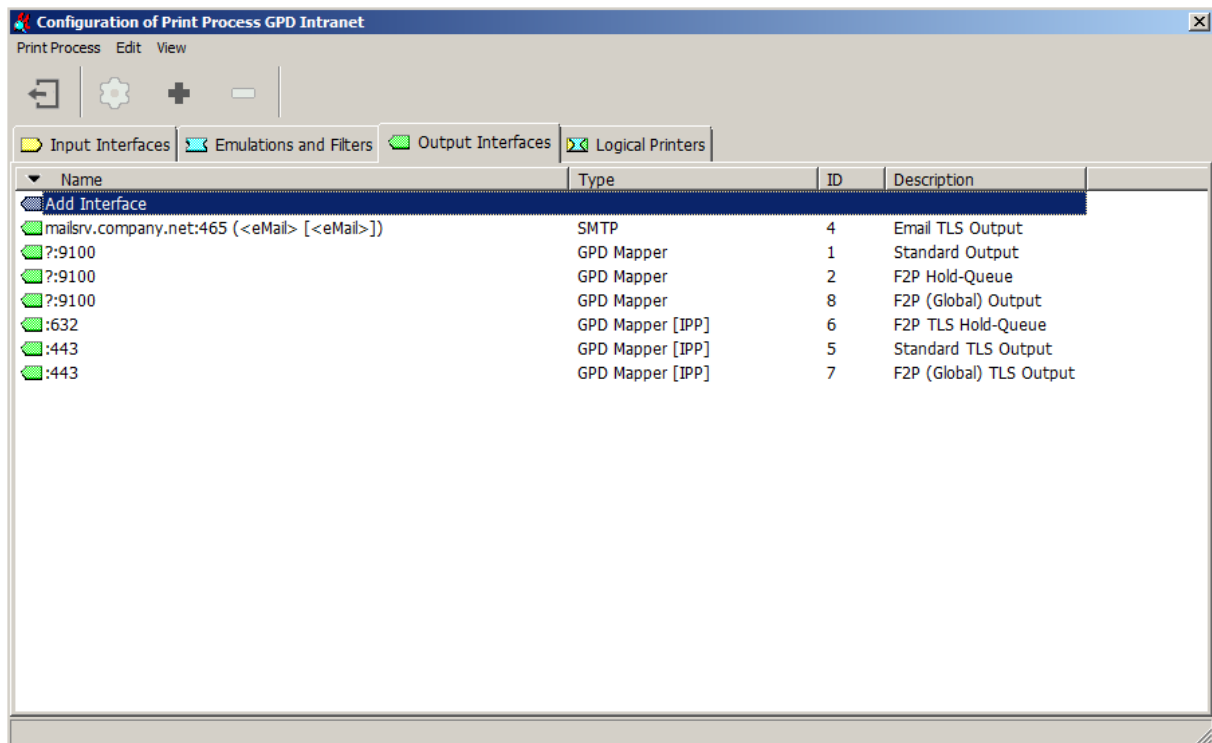 Configuration of Print Process GPD Intranet
Print Process Edit View
Input Interfaces Emulations and Filters Output Interfaces Logical Printers
Name Type ID Description
Add Interface
mailsrv.company.net:465 (<eMail> [<eMail>]) SMTP 4 Email TLS Output
?:9100 GPD Mapper 1 Standard Output
?:9100 GPD Mapper 2 F2P Hold-Queue
?:9100 GPD Mapper 8 F2P (Global) Output
:632 GPD Mapper [IPP] 6 F2P TLS Hold-Queue
:443 GPD Mapper [IPP] 5 Standard TLS Output
:443 GPD Mapper [IPP] 7 F2P (Global) TLS Output